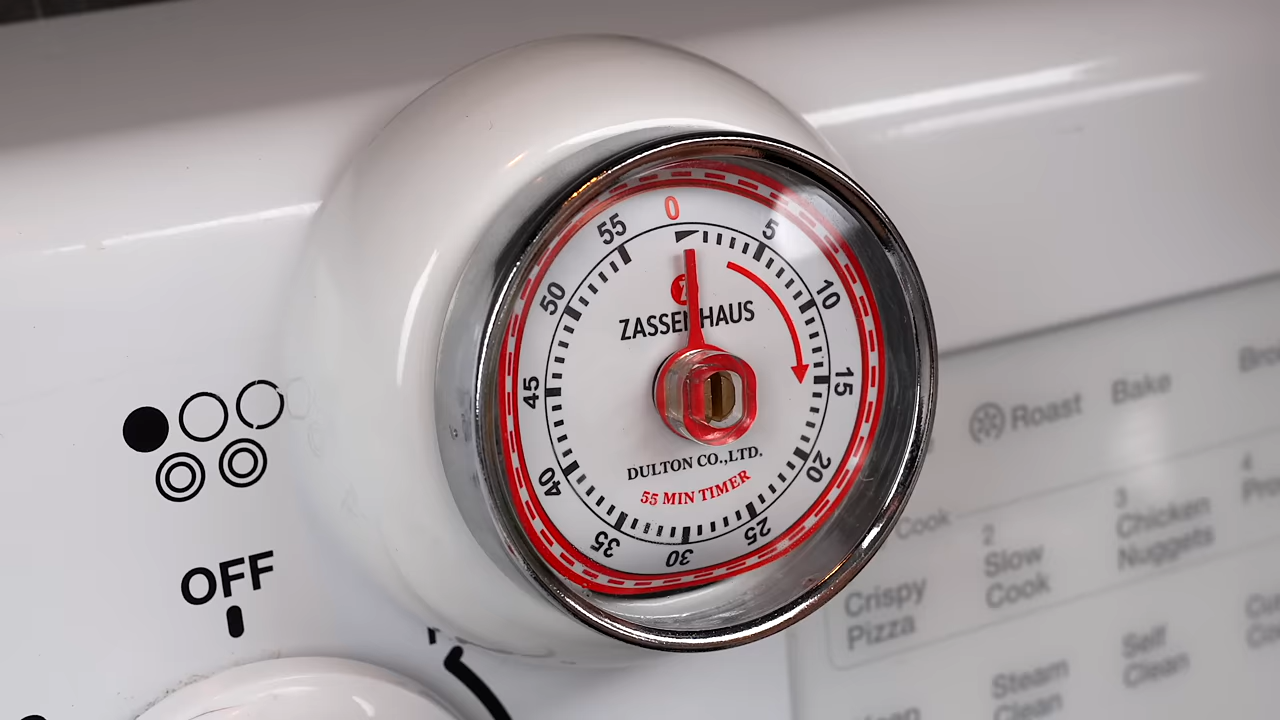 0
5
10
15
20
25
30
35
40
45
50
55
Z
ZASSENHAUS
DULTON CO.,LTD.
55 MIN TIMER
OFF
Roast
Bake
Cook
2
Slow
Cook
3
Chicken
Nuggets
4
Crispy
Pizza
Steam
Clean
Self
Clean